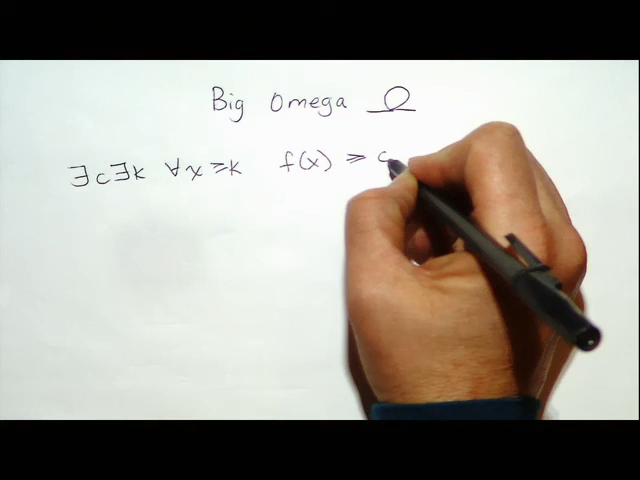 Big Omega Ω
∃c∃k ∀x≥k f(x) ≥ c